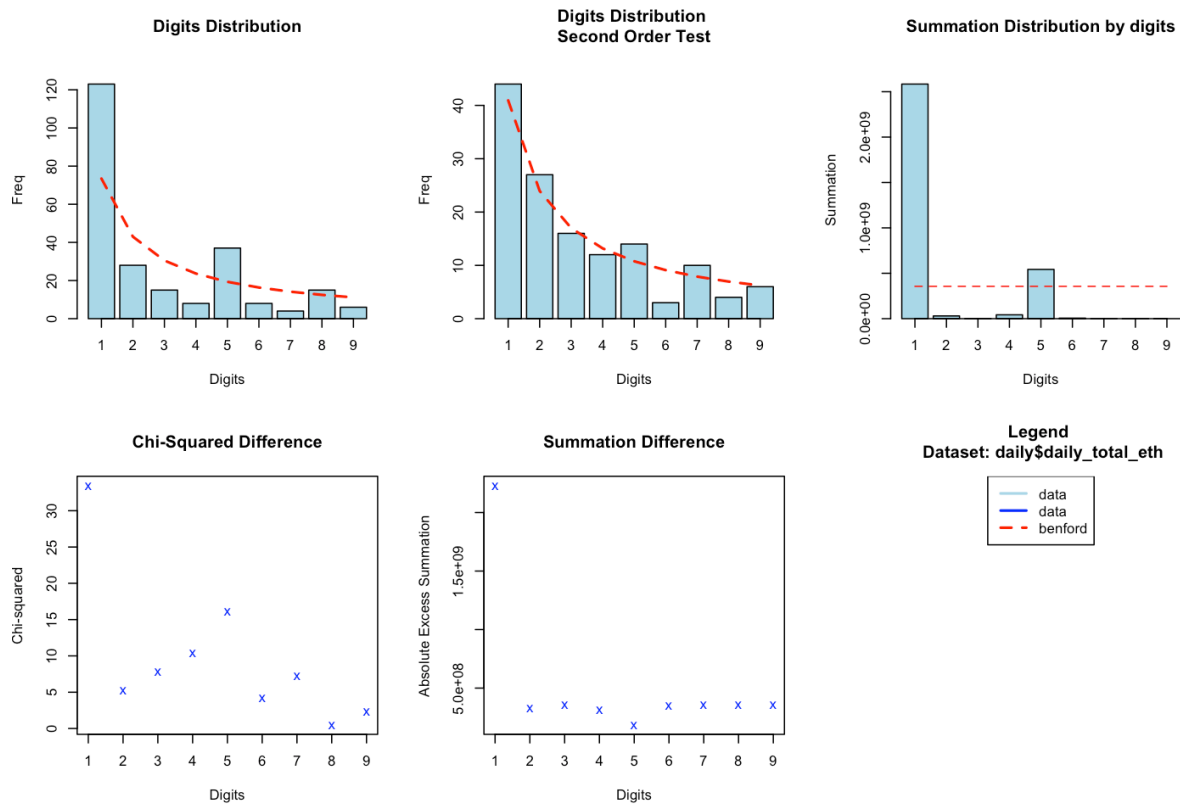 Digits Distribution
Freq
120
100
80
60
40
20
0
1 2 3 4 5 6 7 8 9
Digits
Digits Distribution
Second Order Test
Freq
40
30
20
10
0
1 2 3 4 5 6 7 8 9
Digits
Summation Distribution by digits
Summation
2.0e+09
1.0e+09
0.0e+00
1 2 3 4 5 6 7 8 9
Digits
Chi-Squared Difference
Chi-squared
30
25
20
15
10
5
0
x x x x x x x x x
1 2 3 4 5 6 7 8 9
Digits
Summation Difference
Absolute Excess Summation
1.5e+09
5.0e+08
x x x x x x x x x
1 2 3 4 5 6 7 8 9
Digits
Legend
Dataset: daily$daily_total_eth
data
data
benford